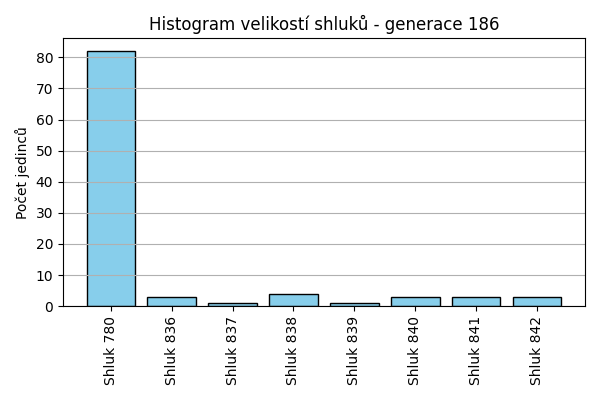 Histogram velikostí shluků - generace 186
Počet jedinců
80
70
60
50
40
30
20
10
0
Shluk 780
Shluk 836
Shluk 837
Shluk 838
Shluk 839
Shluk 840
Shluk 841
Shluk 842